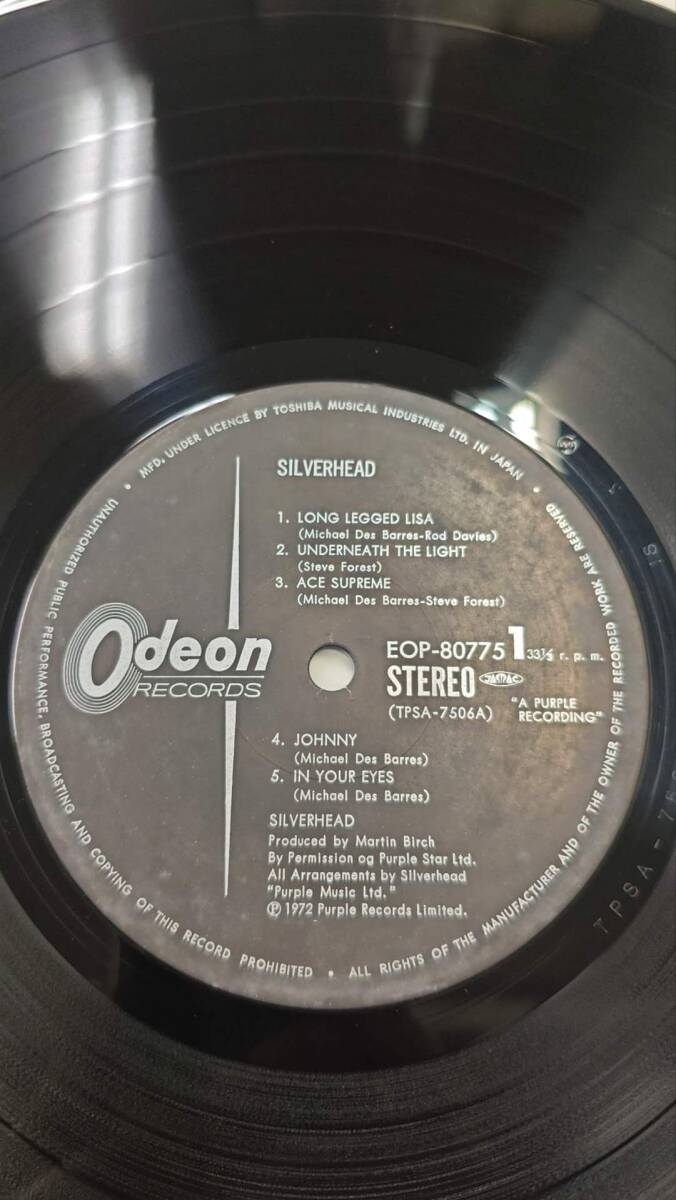 MFD. UNDER LICENCE BY TOSHIBA MUSICAL INDUSTRIES LTD. IN JAPAN •
SILVERHEAD
1. LONG LEGGED LISA
(Michael Des Barres-Rod Davies)
2. UNDERNEATH THE LIGHT
(Steve Forest)
3. ACE SUPREME
(Michael Des Barres-Steve Forest)
Odeon
RECORDS
EOP-80775 1 33⅓ r. p. m.
STEREO JASRAC
(TPSA-7506A) "A PURPLE
RECORDING"
4. JOHNNY
(Michael Des Barres)
5. IN YOUR EYES
(Michael Des Barres)
SILVERHEAD
Produced by Martin Birch
By Permission og Purple Star Ltd.
All Arrangements by Silverhead
"Purple Music Ltd."
℗ 1972 Purple Records Limited.
• UNAUTHORIZED PUBLIC PERFORMANCE, BROADCASTING AND COPYING OF THIS RECORD PROHIBITED • ALL RIGHTS OF THE MANUFACTURER AND OF THE OWNER OF THE RECORDED WORK ARE RESERVED •
TPSA-75